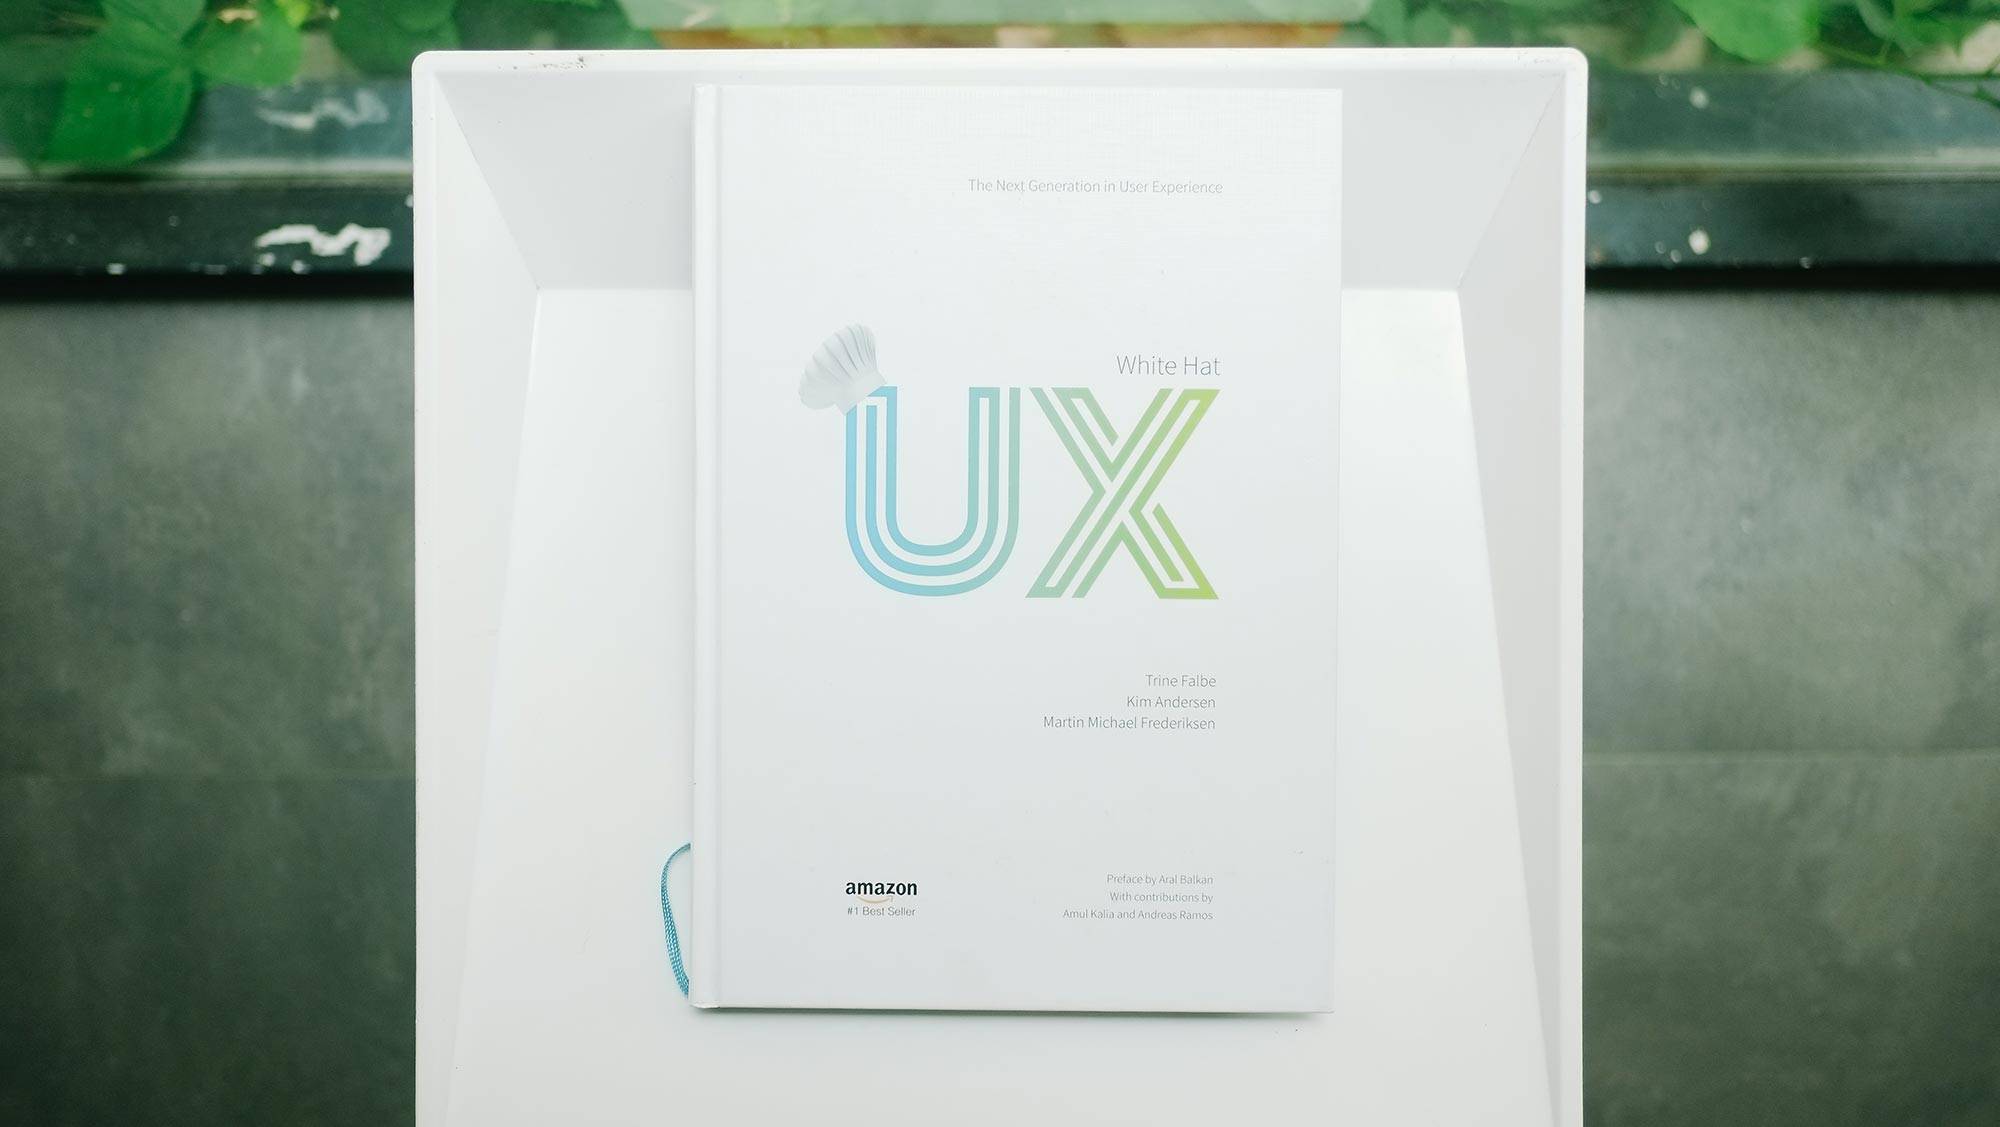 The Next Generation in User Experience
White Hat
UX
Trine Falbe
Kim Andersen
Martin Michael Frederiksen
amazon
#1 Best Seller
Preface by Aral Balkan
With contributions by
Amul Kalia and Andreas Ramos